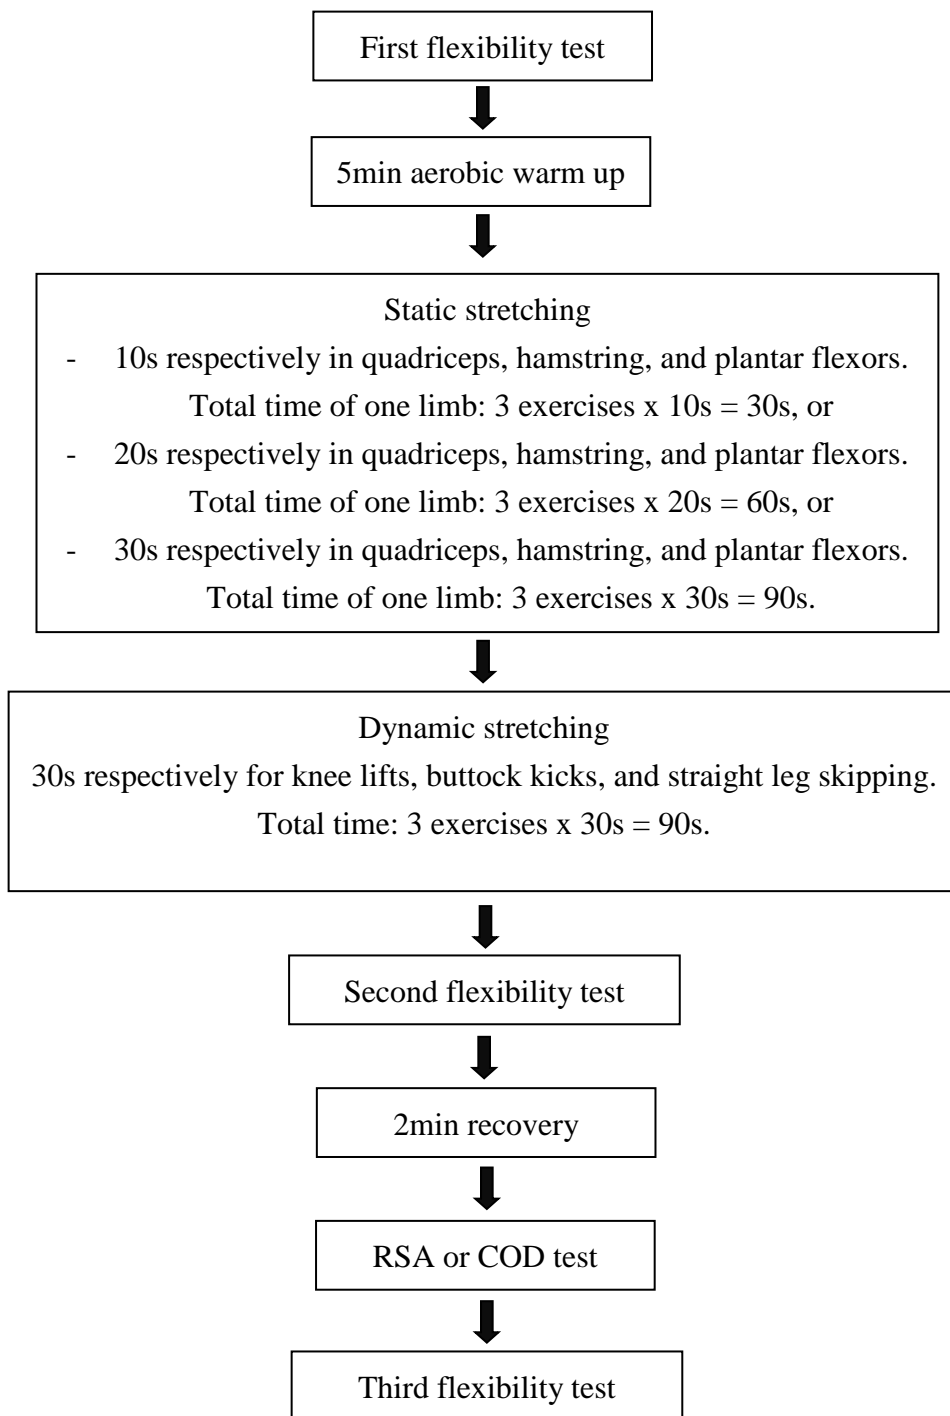 First flexibility test
5min aerobic warm up
Static stretching
- 10s respectively in quadriceps, hamstring, and plantar flexors.
Total time of one limb: 3 exercises x 10s = 30s, or
- 20s respectively in quadriceps, hamstring, and plantar flexors.
Total time of one limb: 3 exercises x 20s = 60s, or
- 30s respectively in quadriceps, hamstring, and plantar flexors.
Total time of one limb: 3 exercises x 30s = 90s.
Dynamic stretching
30s respectively for knee lifts, buttock kicks, and straight leg skipping.
Total time: 3 exercises x 30s = 90s.
Second flexibility test
2min recovery
RSA or COD test
Third flexibility test